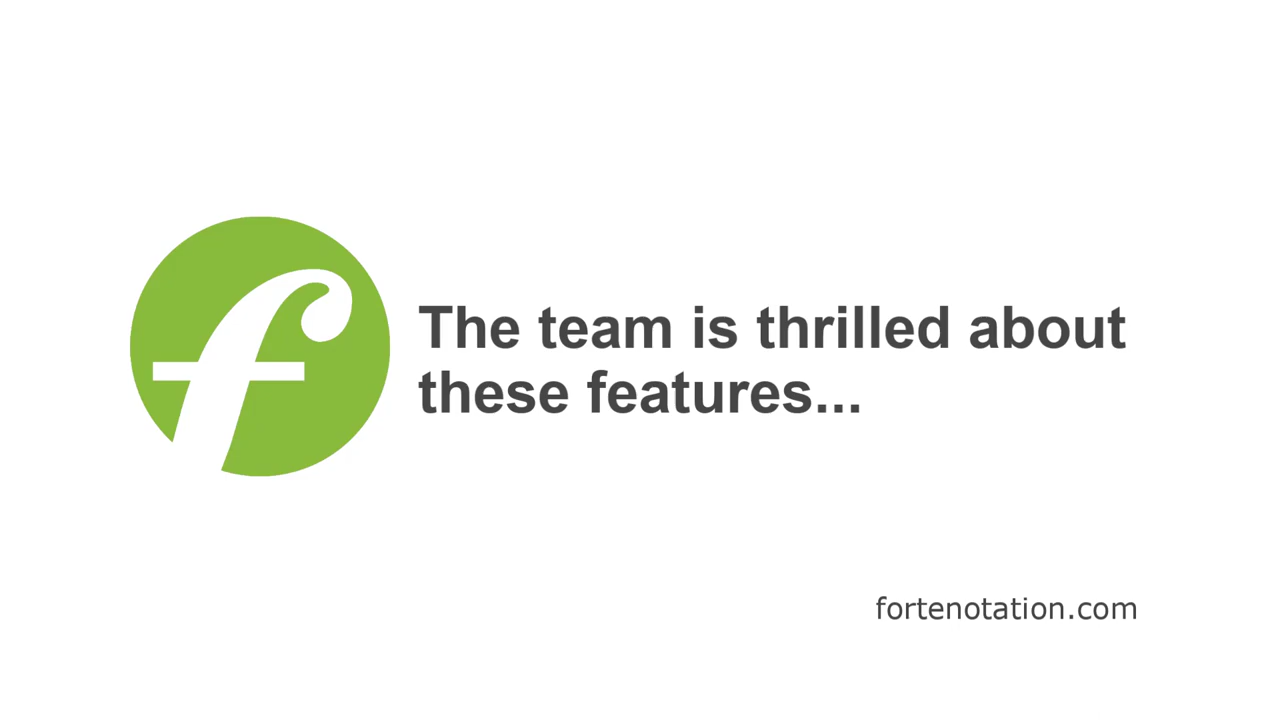 f
The team is thrilled about
these features...
fortenotation.com